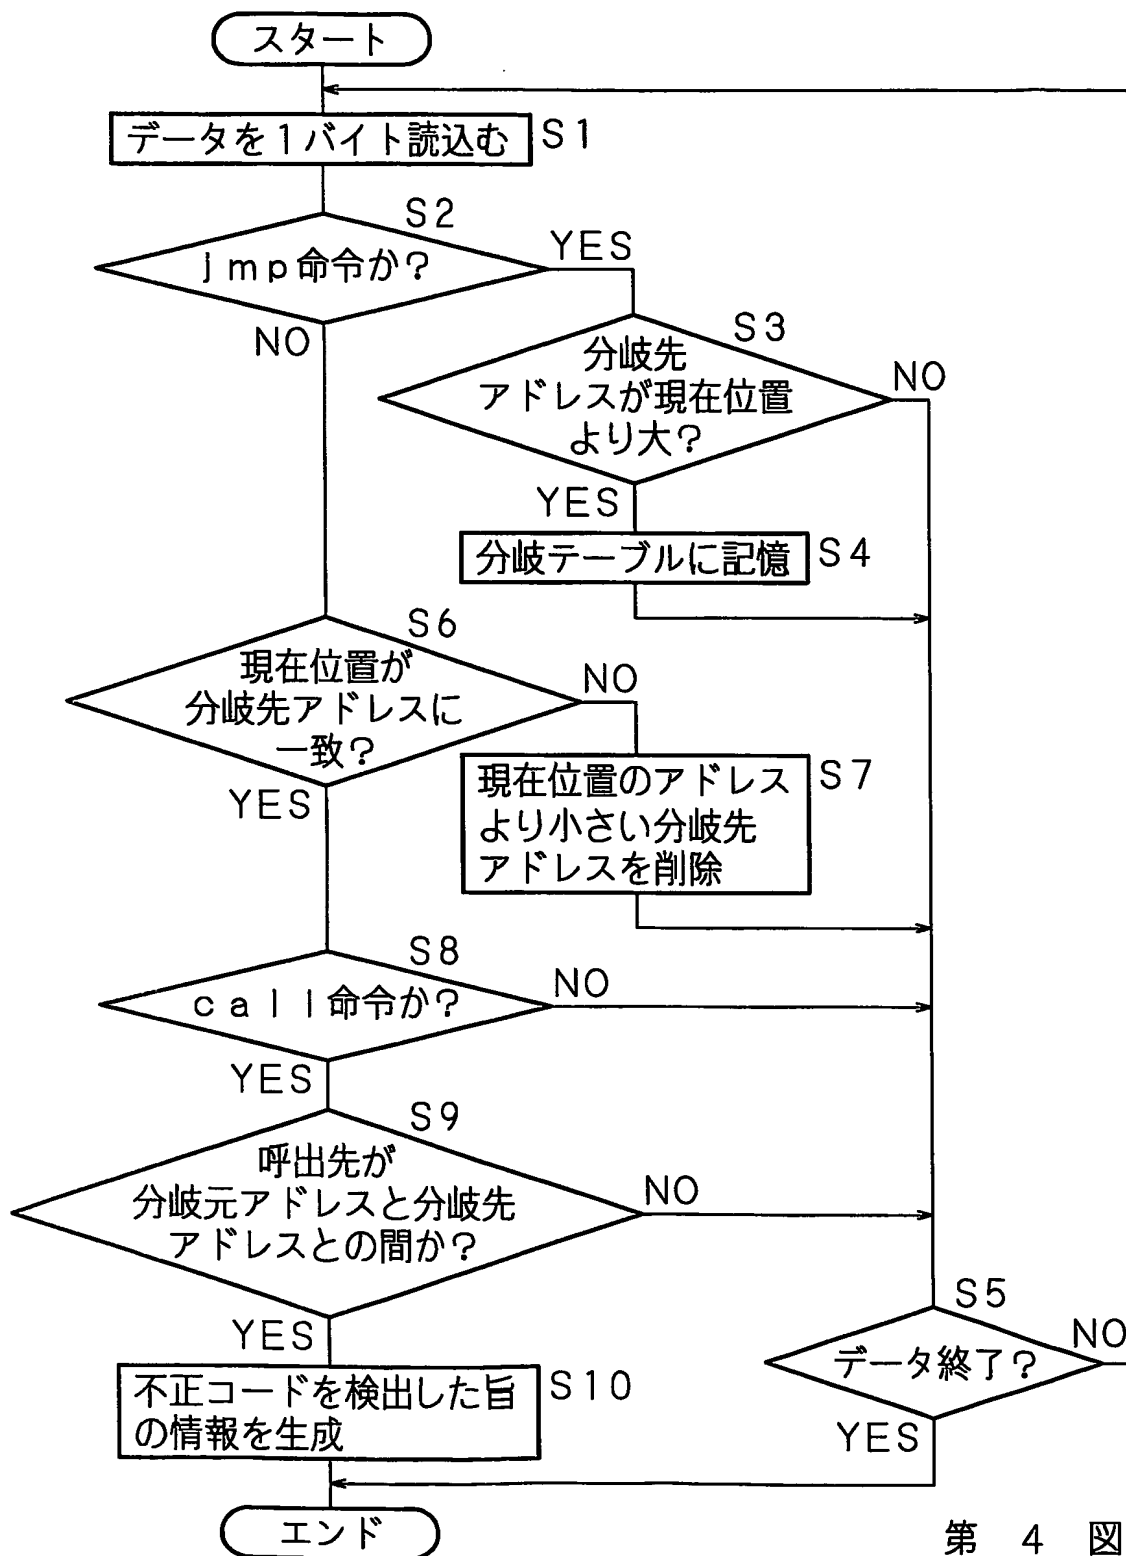 スタート
データを1バイト読込む
S1
S2
jmp命令か?
YES
NO
S3
分岐先
アドレスが現在位置
より大?
NO
YES
分岐テーブルに記憶
S4
S6
現在位置が
分岐先アドレスに
一致?
NO
YES
S7
現在位置のアドレス
より小さい分岐先
アドレスを削除
S8
call命令か?
NO
YES
S9
呼出先が
分岐元アドレスと分岐先
アドレスとの間か?
NO
YES
S5
データ終了?
NO
YES
不正コードを検出した旨
の情報を生成
S10
エンド
第 4 図